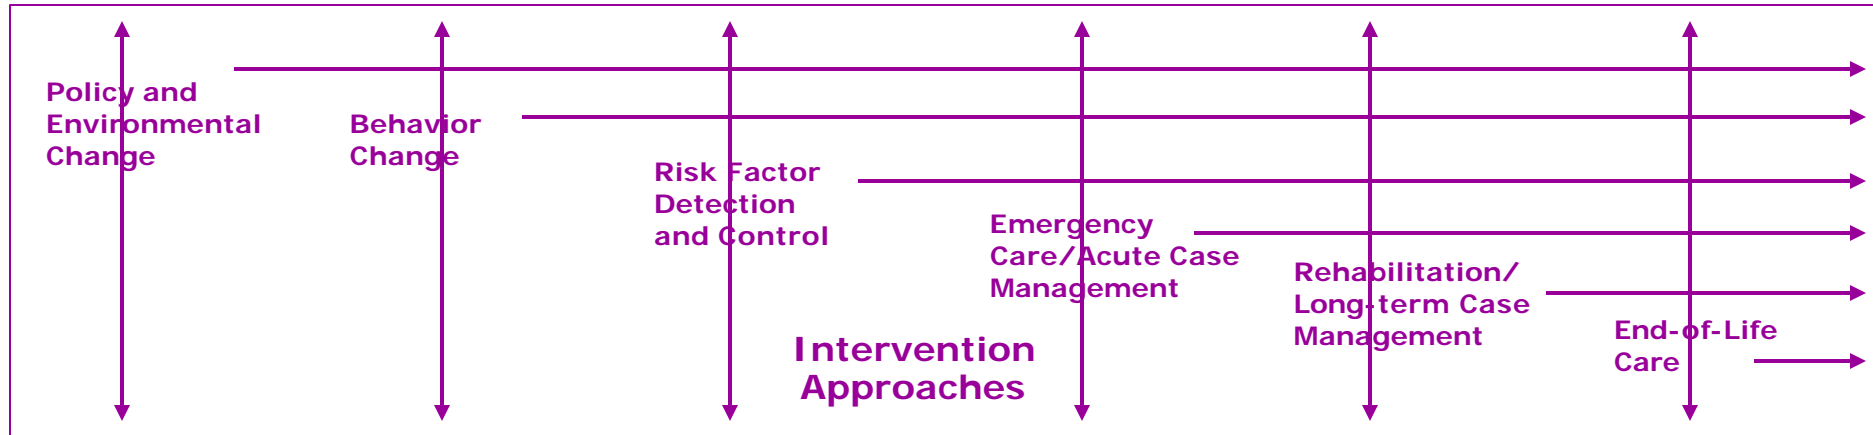 Policy and
Environmental
Change
Behavior
Change
Risk Factor
Detection
and Control
Emergency
Care/Acute Case
Management
Rehabilitation/
Long-term Case
Management
End-of-Life
Care
Intervention
Approaches